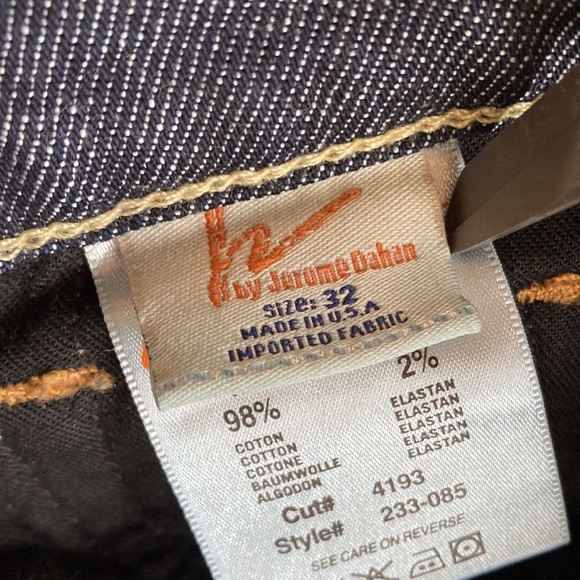 by Jerome Dahan
Size: 32
MADE IN U.S.A
IMPORTED FABRIC
98%
COTON
COTTON
COTONE
BAUMWOLLE
ALGODON
2%
ELASTAN
ELASTAN
ELASTAN
ELASTAN
ELASTAN
Cut# 4193
Style# 233-085
SEE CARE ON REVERSE